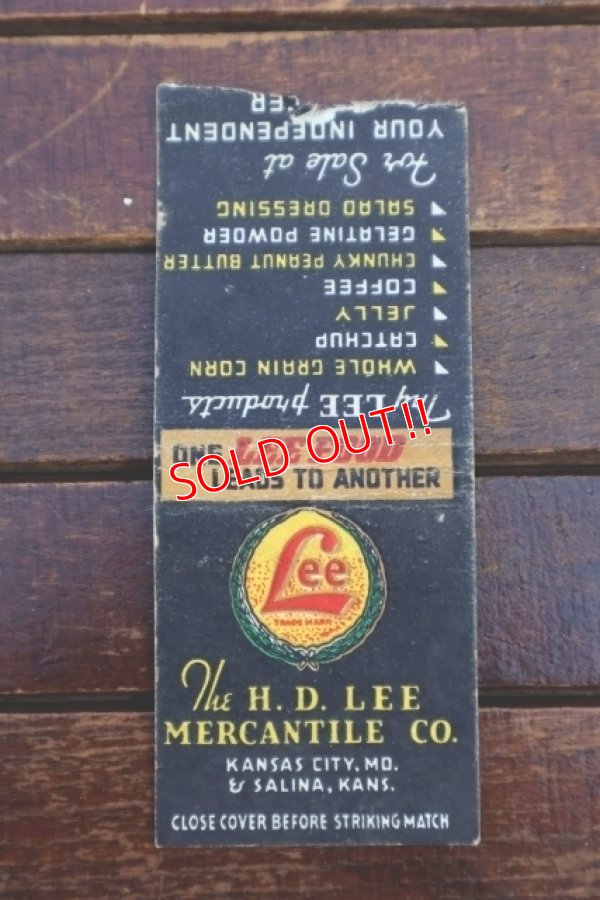 YOUR INDEPENDENT
For Sale at
SALAD DRESSING
GELATINE POWDER
CHUNKY PEANUT BUTTER
COFFEE
JELLY
CATCHUP
WHOLE GRAIN CORN
Try LEE products
ONE LEE FOOD
LEADS TO ANOTHER
SOLD OUT!!
Lee
TRADE MARK
The H. D. LEE
MERCANTILE CO.
KANSAS CITY, MO.
& SALINA, KANS.
CLOSE COVER BEFORE STRIKING MATCH